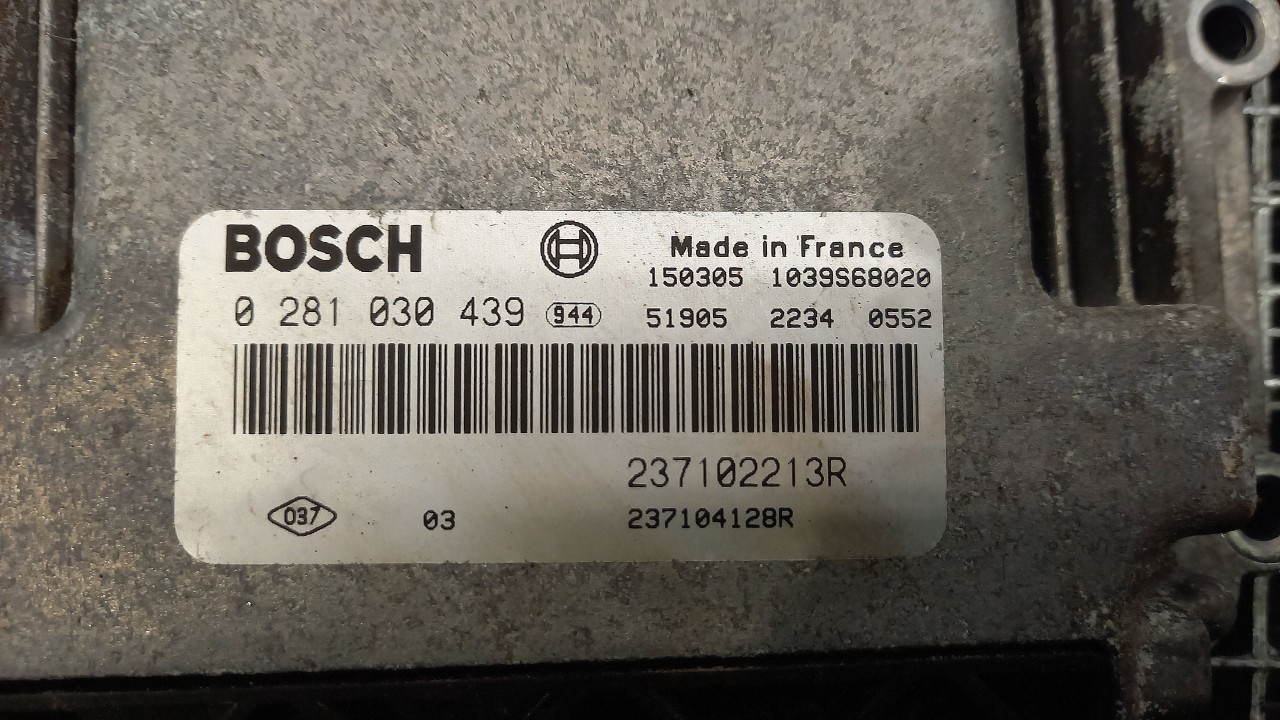 BOSCH
Made in France
150305 1039S68020
0 281 030 439 944 51905 2234 0552
237102213R
037 03 237104128R